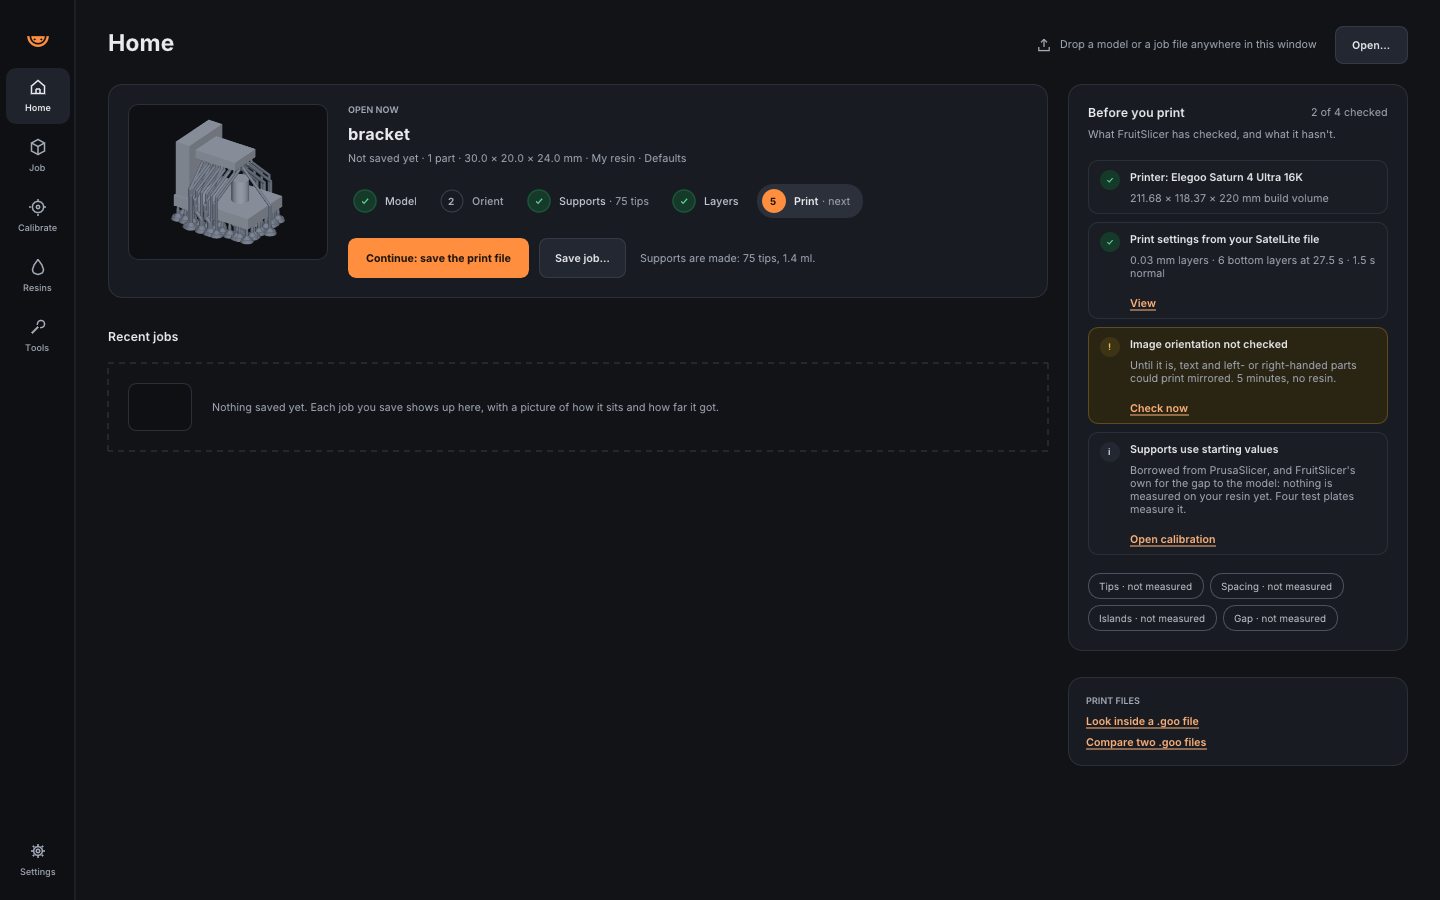 Home
Drop a model or a job file anywhere in this window
Open...
Home
Job
Calibrate
Resins
Tools
Settings
OPEN NOW
bracket
Not saved yet · 1 part · 30.0 × 20.0 × 24.0 mm · My resin · Defaults
Model
2 Orient
Supports · 75 tips
Layers
5 Print · next
Continue: save the print file
Save job...
Supports are made: 75 tips, 1.4 ml.
Recent jobs
Nothing saved yet. Each job you save shows up here, with a picture of how it sits and how far it got.
Before you print
2 of 4 checked
What FruitSlicer has checked, and what it hasn't.
Printer: Elegoo Saturn 4 Ultra 16K
211.68 × 118.37 × 220 mm build volume
Print settings from your SatelLite file
0.03 mm layers · 6 bottom layers at 27.5 s · 1.5 s
normal
View
! Image orientation not checked
Until it is, text and left- or right-handed parts
could print mirrored. 5 minutes, no resin.
Check now
i Supports use starting values
Borrowed from PrusaSlicer, and FruitSlicer's
own for the gap to the model: nothing is
measured on your resin yet. Four test plates
measure it.
Open calibration
Tips · not measured
Spacing · not measured
Islands · not measured
Gap · not measured
PRINT FILES
Look inside a .goo file
Compare two .goo files